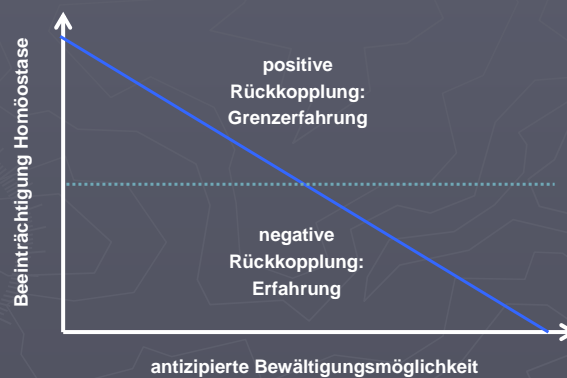 Beeinträchtigung Homöostase
positive
Rückkopplung:
Grenzerfahrung
negative
Rückkopplung:
Erfahrung
antizipierte Bewältigungsmöglichkeit